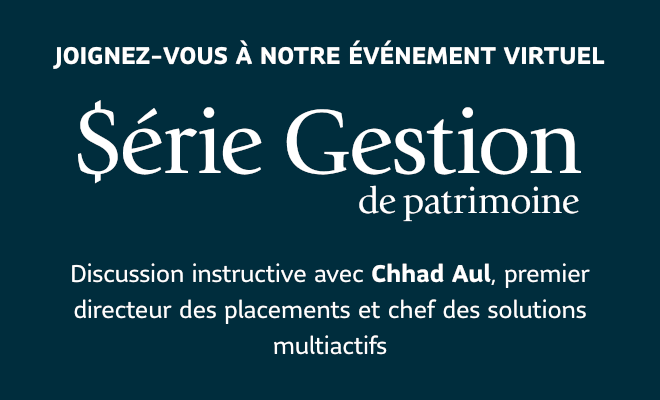 JOIGNEZ-VOUS À NOTRE ÉVÉNEMENT VIRTUEL
$érie Gestion
de patrimoine
Discussion instructive avec Chhad Aul, premier
directeur des placements et chef des solutions
multiactifs